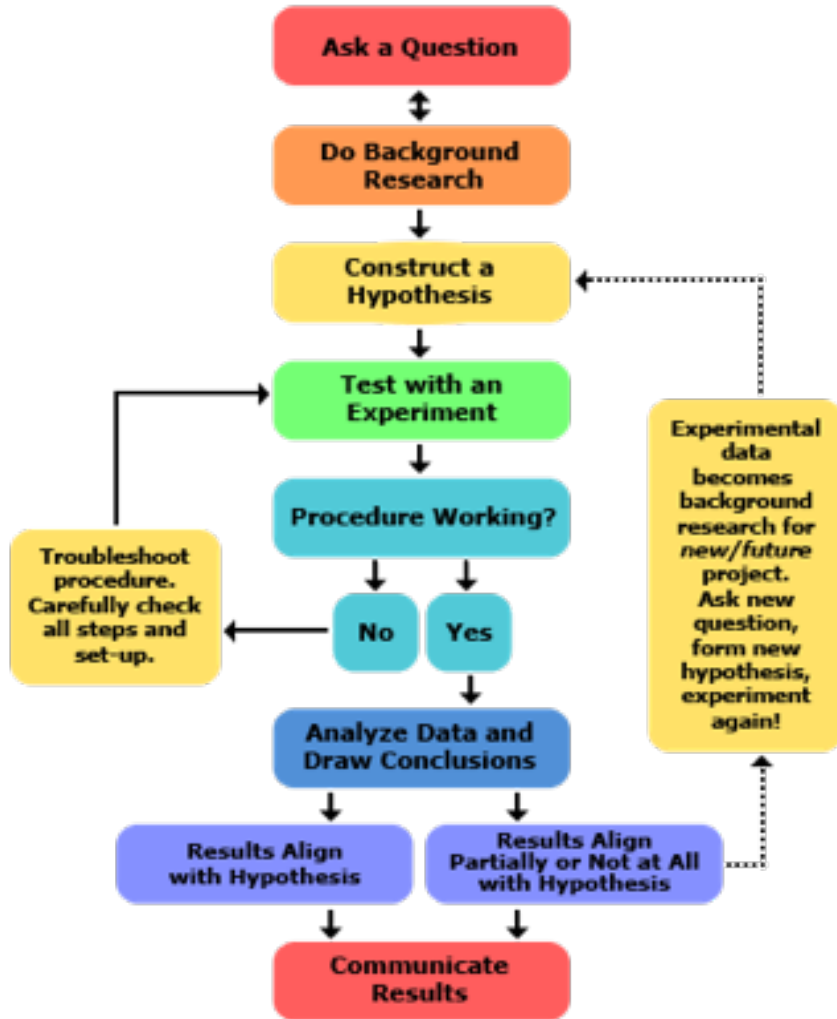 Ask a Question
Do Background
Research
Construct a
Hypothesis
Test with an
Experiment
Procedure Working?
Troubleshoot
procedure.
Carefully check
all steps and
set-up.
No
Yes
Experimental
data
becomes
background
research for
new/future
project.
Ask new
question,
form new
hypothesis,
experiment
again!
Analyze Data and
Draw Conclusions
Results Align
with Hypothesis
Results Align
Partially or Not at All
with Hypothesis
Communicate
Results